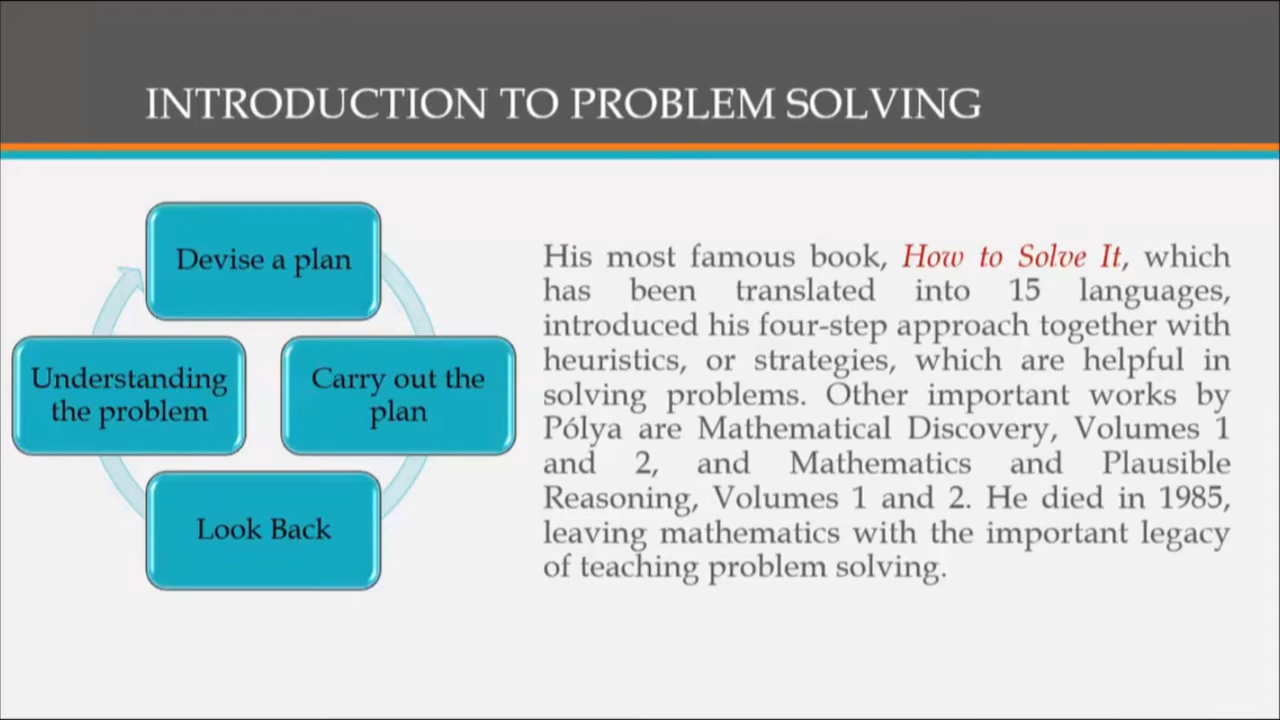 INTRODUCTION TO PROBLEM SOLVING
Devise a plan
Understanding
the problem
Carry out the
plan
Look Back
His most famous book, How to Solve It, which
has been translated into 15 languages,
introduced his four-step approach together with
heuristics, or strategies, which are helpful in
solving problems. Other important works by
Pólya are Mathematical Discovery, Volumes 1
and 2, and Mathematics and Plausible
Reasoning, Volumes 1 and 2. He died in 1985,
leaving mathematics with the important legacy
of teaching problem solving.